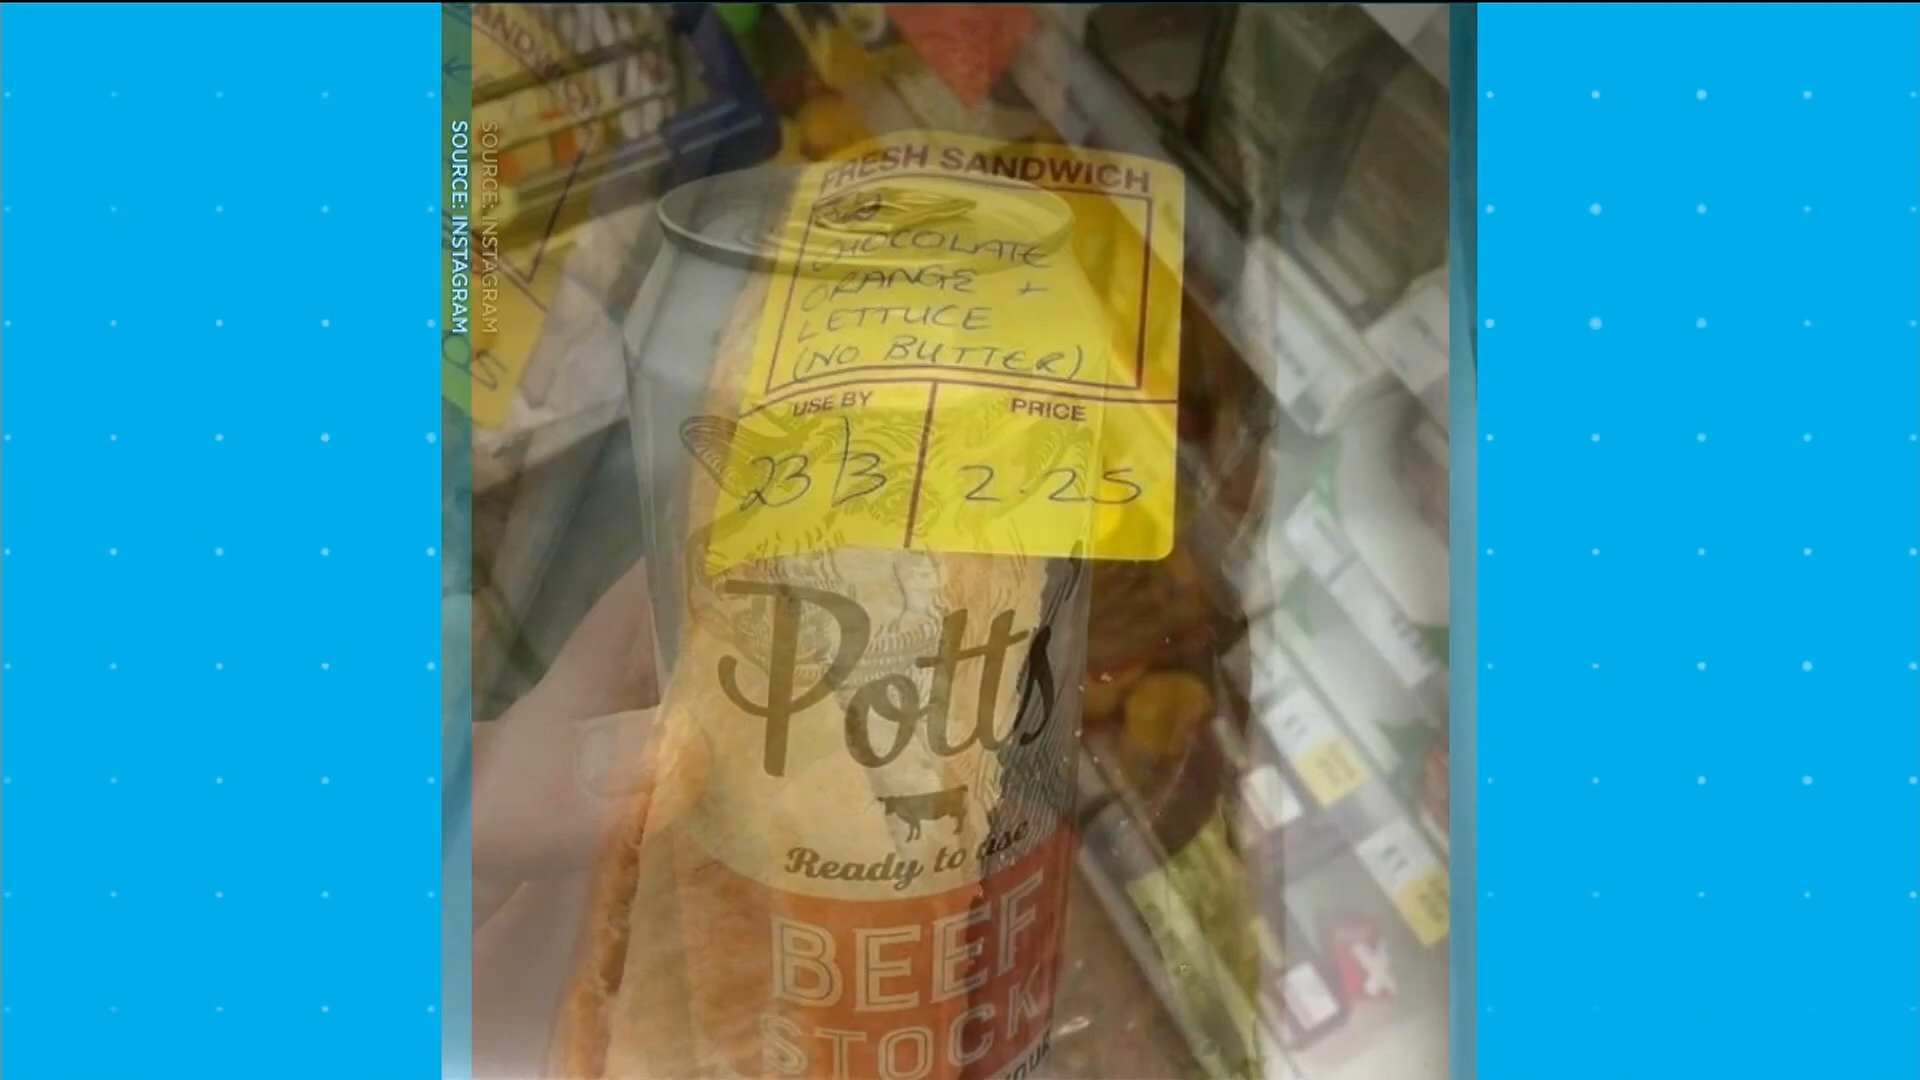 SOURCE: INSTAGRAM
SOURCE: INSTAGRAM
FRESH SANDWICH
CHOCOLATE
ORANGE +
LETTUCE
(NO BUTTER)
USE BY
PRICE
23/3
2.25
Potts
Ready to use
BEEF
STOCK